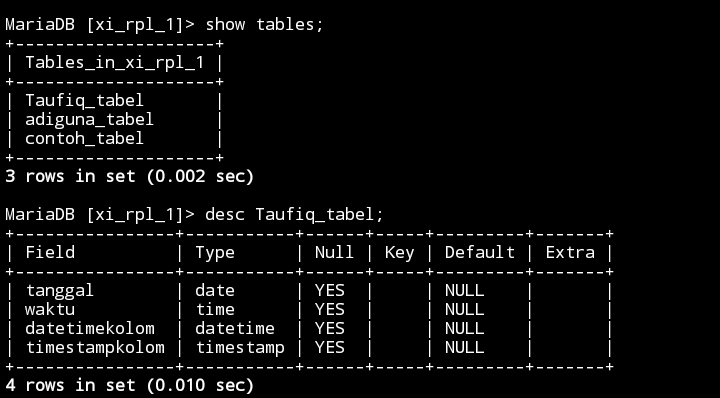 MariaDB [xi_rpl_1]> show tables;
+--------------------+
| Tables_in_xi_rpl_1 |
+--------------------+
| Taufiq_tabel       |
| adiguna_tabel      |
| contoh_tabel       |
+--------------------+
3 rows in set (0.002 sec)

MariaDB [xi_rpl_1]> desc Taufiq_tabel;
+----------------+-----------+------+-----+---------+-------+
| Field          | Type      | Null | Key | Default | Extra |
+----------------+-----------+------+-----+---------+-------+
| tanggal        | date      | YES  |     | NULL    |       |
| waktu          | time      | YES  |     | NULL    |       |
| datetimekolom  | datetime  | YES  |     | NULL    |       |
| timestampkolom | timestamp | YES  |     | NULL    |       |
+----------------+-----------+------+-----+---------+-------+
4 rows in set (0.010 sec)